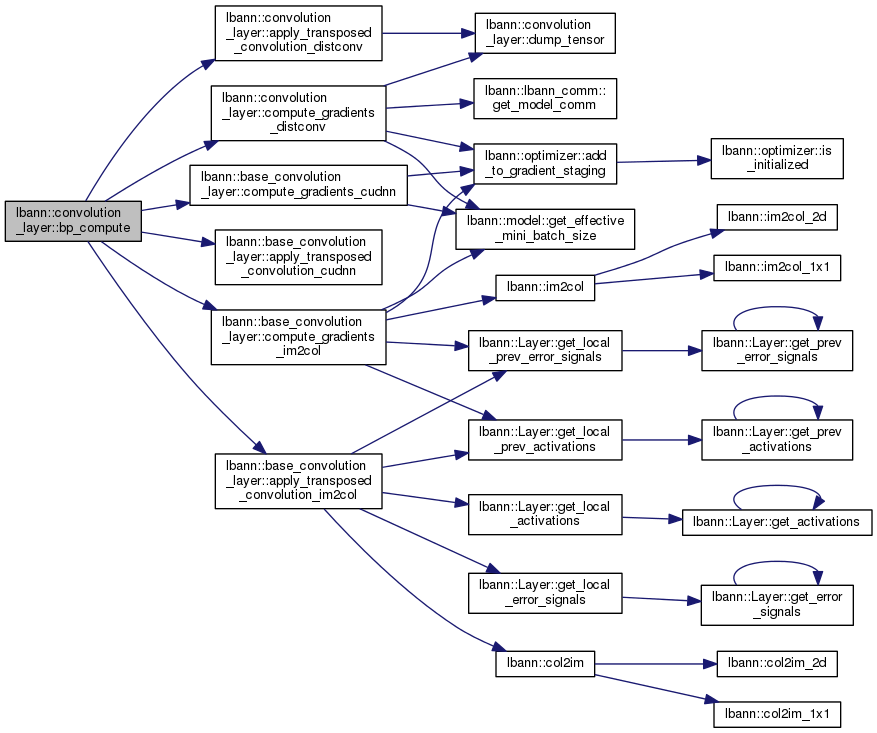 lbann::convolution
_layer::bp_compute
lbann::convolution
_layer::apply_transposed
_convolution_distconv
lbann::convolution
_layer::compute_gradients
_distconv
lbann::base_convolution
_layer::compute_gradients_cudnn
lbann::base_convolution
_layer::apply_transposed
_convolution_cudnn
lbann::base_convolution
_layer::compute_gradients
_im2col
lbann::base_convolution
_layer::apply_transposed
_convolution_im2col
lbann::convolution
_layer::dump_tensor
lbann::lbann_comm::
get_model_comm
lbann::optimizer::add
_to_gradient_staging
lbann::model::get_effective
_mini_batch_size
lbann::im2col
lbann::Layer::get_local
_prev_error_signals
lbann::Layer::get_local
_prev_activations
lbann::Layer::get_local
_activations
lbann::Layer::get_local
_error_signals
lbann::col2im
lbann::optimizer::is
_initialized
lbann::im2col_2d
lbann::im2col_1x1
lbann::Layer::get_prev
_error_signals
lbann::Layer::get_prev
_activations
lbann::Layer::get_activations
lbann::Layer::get_error
_signals
lbann::col2im_2d
lbann::col2im_1x1